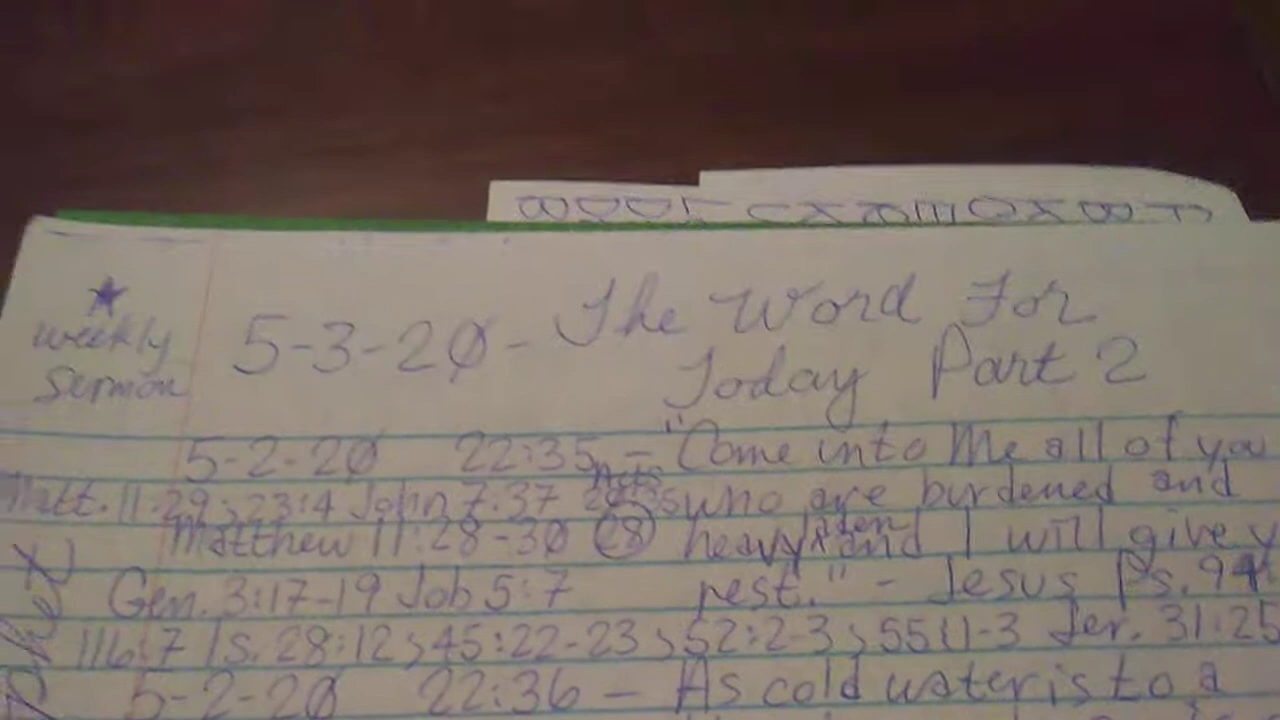 ★
weekly
Sermon
5-3-20 - The Word For
Today Part 2
5-2-20 22:35 - "Come into Me all of you
Matt. 11:29; 23:4 John 7:37 who are burdened and
Matthew 11:28-30 (28) heavy and I will give
rest." - Jesus Ps. 94
Gen. 3:17-19 Job 5:7
116:7 Is. 28:12; 45:22-23; 52:2-3; 55:1-3 Jer. 31:25
5-2-20 22:36 - As cold water is to a